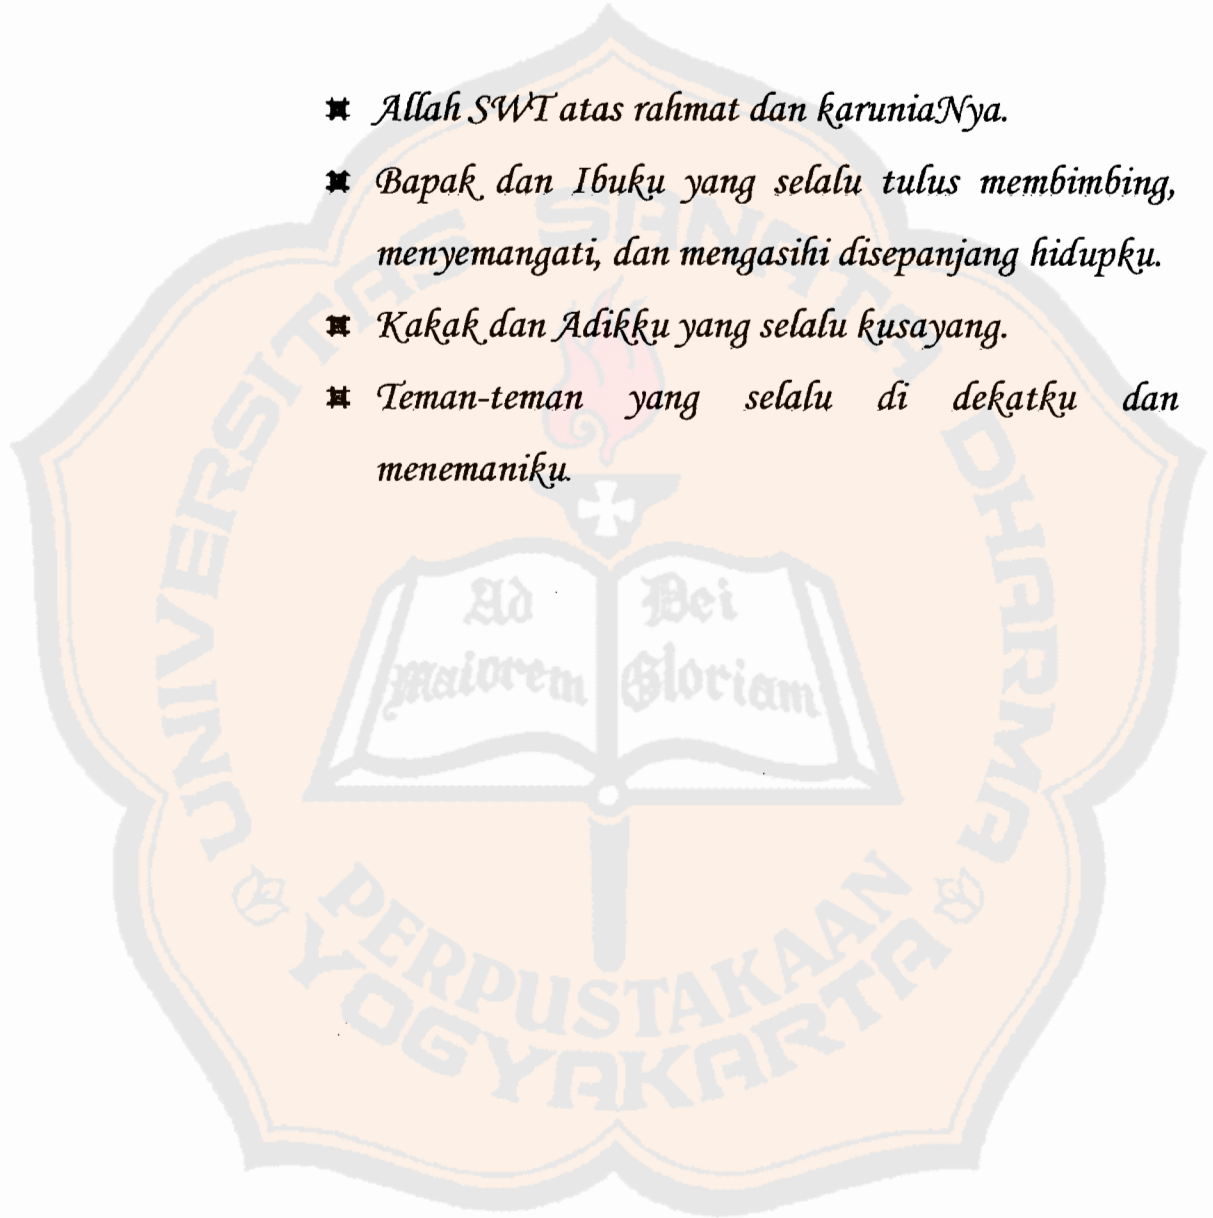 ⌗ Allah SWT atas rahmat dan karuniaNya.
⌗ Bapak dan Ibuku yang selalu tulus membimbing,
menyemangati, dan mengasihi disepanjang hidupku.
⌗ Kakak dan Adikku yang selalu kusayang.
⌗ Teman-teman yang selalu di dekatku dan
menemaniku.
UNIVERSITAS SANATA DHARMA
Ad Dei
Maiorem Gloriam
PERPUSTAKAAN
YOGYAKARTA